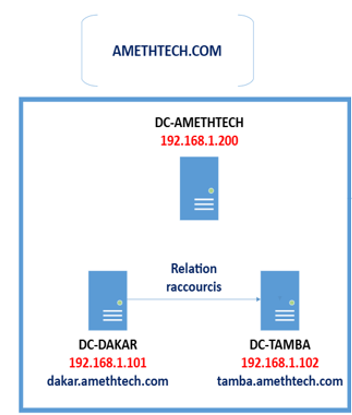 AMETHTECH.COM
DC-AMETHTECH
192.168.1.200
Relation
raccourcis
DC-DAKAR
192.168.1.101
dakar.amethtech.com
DC-TAMBA
192.168.1.102
tamba.amethtech.com